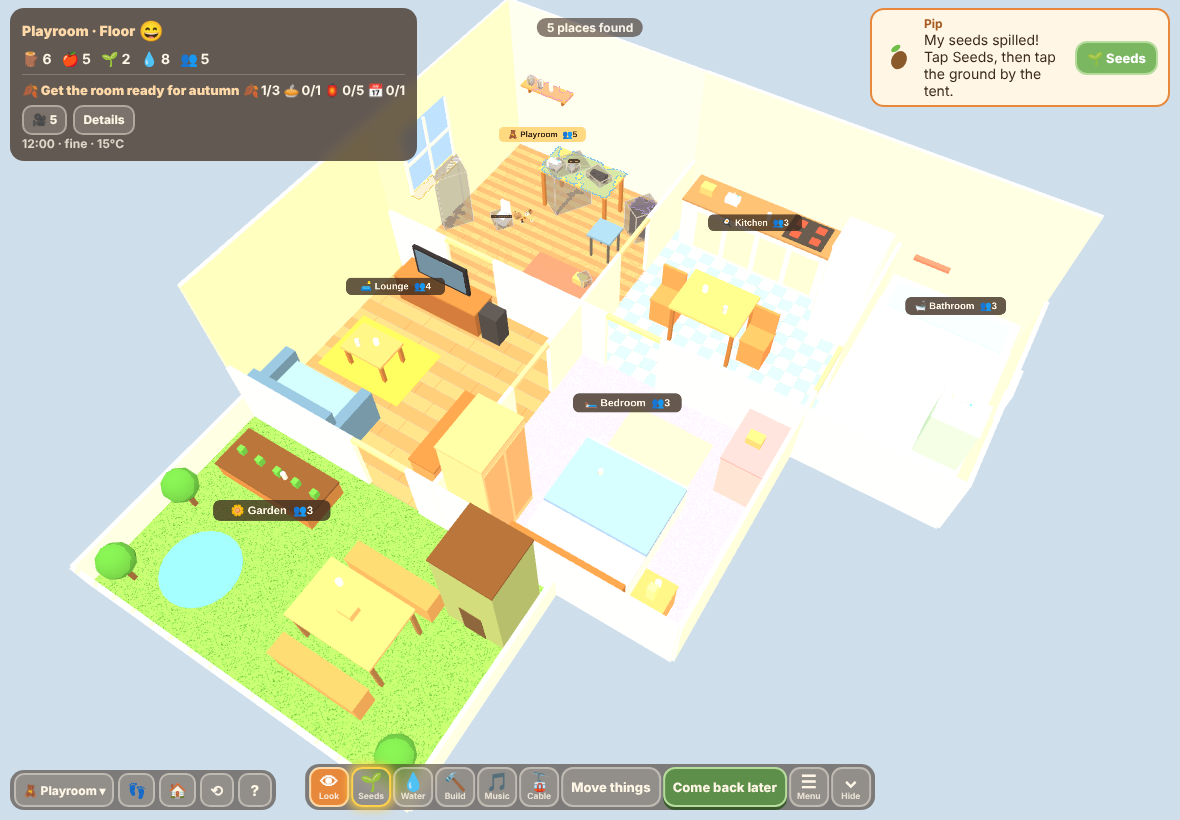 Playroom · Floor
6 5 2 8 5
Get the room ready for autumn 1/3 0/1 0/5 0/1
5 Details
12:00 · fine · 15°C
5 places found
Pip
My seeds spilled!
Tap Seeds, then tap
the ground by the
tent.
Seeds
Playroom 5
Kitchen 3
Lounge 4
Bathroom 3
Bedroom 3
Garden 3
Playroom ▾
?
Look
Seeds
Water
Build
Music
Cable
Move things
Come back later
Menu
Hide